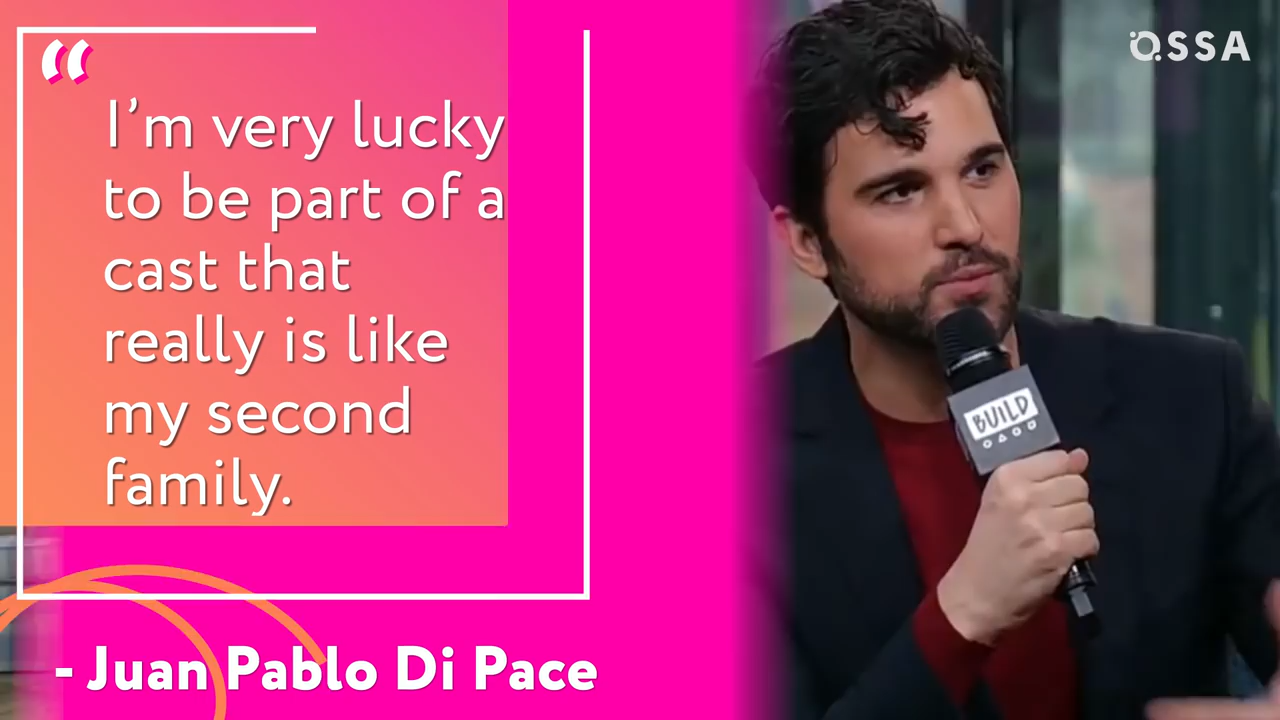 “
I’m very lucky
to be part of a
cast that
really is like
my second
family.
- Juan Pablo Di Pace
OSSA
BUILD